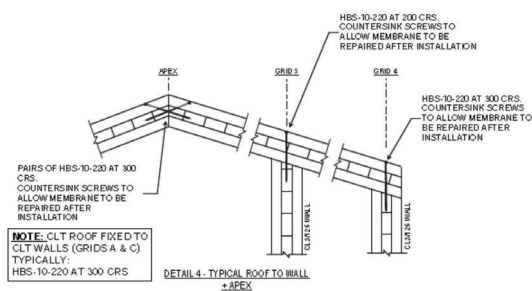 HBS-10-220 AT 200 CRS.
COUNTERSINK SCREWS TO
ALLOW MEMBRANE TO BE
REPAIRED AFTER
INSTALLATION
APEX
GRID 3
GRID 4
HBS-10-220 AT 300 CRS.
COUNTERSINK SCREWS
TO ALLOW MEMBRANE TO
BE REPAIRED AFTER
INSTALLATION
PAIRS OF HBS-10-220 AT 300
CRS.
COUNTERSINK SCREWS TO
ALLOW MEMBRANE TO BE
REPAIRED AFTER
INSTALLATION
NOTE: CLT ROOF FIXED TO
CLT WALLS (GRIDS A & C)
TYPICALLY:
HBS-10-220 AT 300 CRS
WALL
WALL
DETAIL 4 - TYPICAL ROOF TO WALL
+ APEX